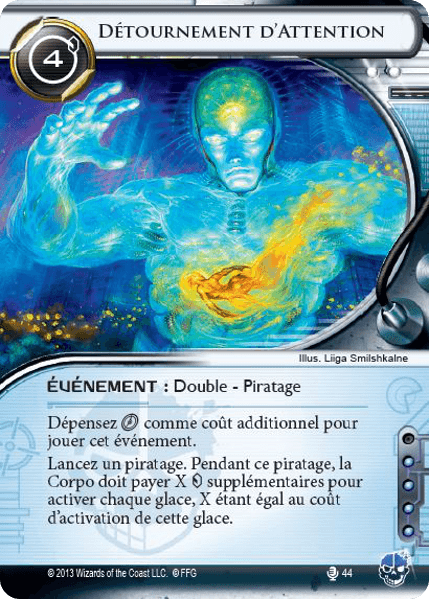 4
DÉTOURNEMENT D'ATTENTION
Illus. Liiga Smilshkalne
ÉVÉNEMENT : Double - Piratage
Dépensez comme coût additionnel pour
jouer cet événement.
Lancez un piratage. Pendant ce piratage, la
Corpo doit payer X supplémentaires pour
activer chaque glace, X étant égal au coût
d'activation de cette glace.
© 2013 Wizards of the Coast LLC. © FFG
44